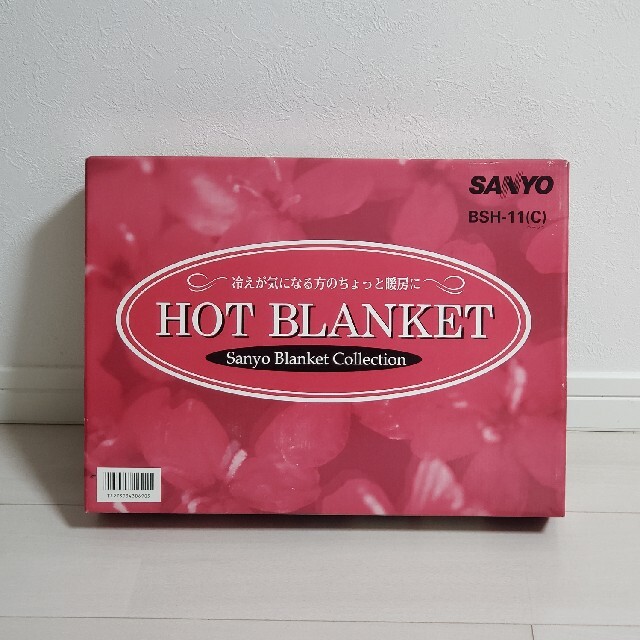 SANYO
BSH-11(C)
冷えが気になる方のちょっと暖房に
HOT BLANKET
Sanyo Blanket Collection